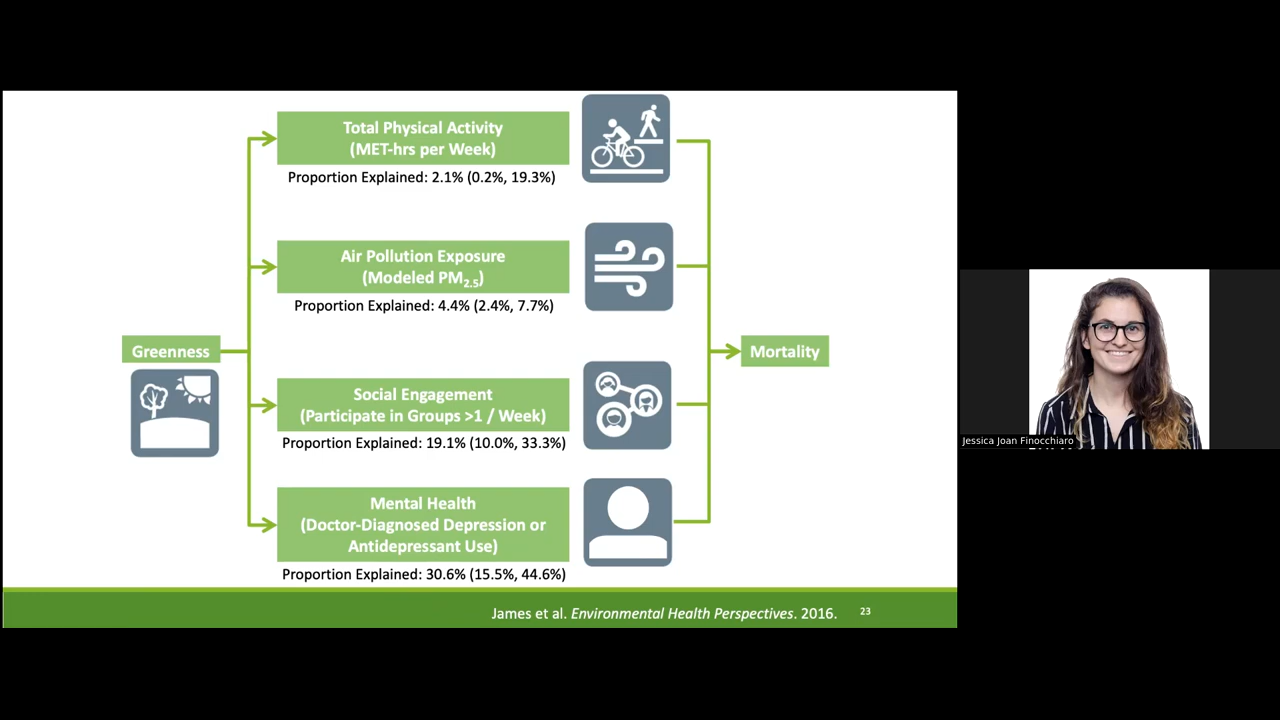 Total Physical Activity
(MET-hrs per Week)
Proportion Explained: 2.1% (0.2%, 19.3%)
Air Pollution Exposure
(Modeled PM2.5)
Proportion Explained: 4.4% (2.4%, 7.7%)
Greenness
Mortality
Social Engagement
(Participate in Groups >1 / Week)
Proportion Explained: 19.1% (10.0%, 33.3%)
Mental Health
(Doctor-Diagnosed Depression or
Antidepressant Use)
Proportion Explained: 30.6% (15.5%, 44.6%)
James et al. Environmental Health Perspectives. 2016.
23
Jessica Joan Finocchiaro